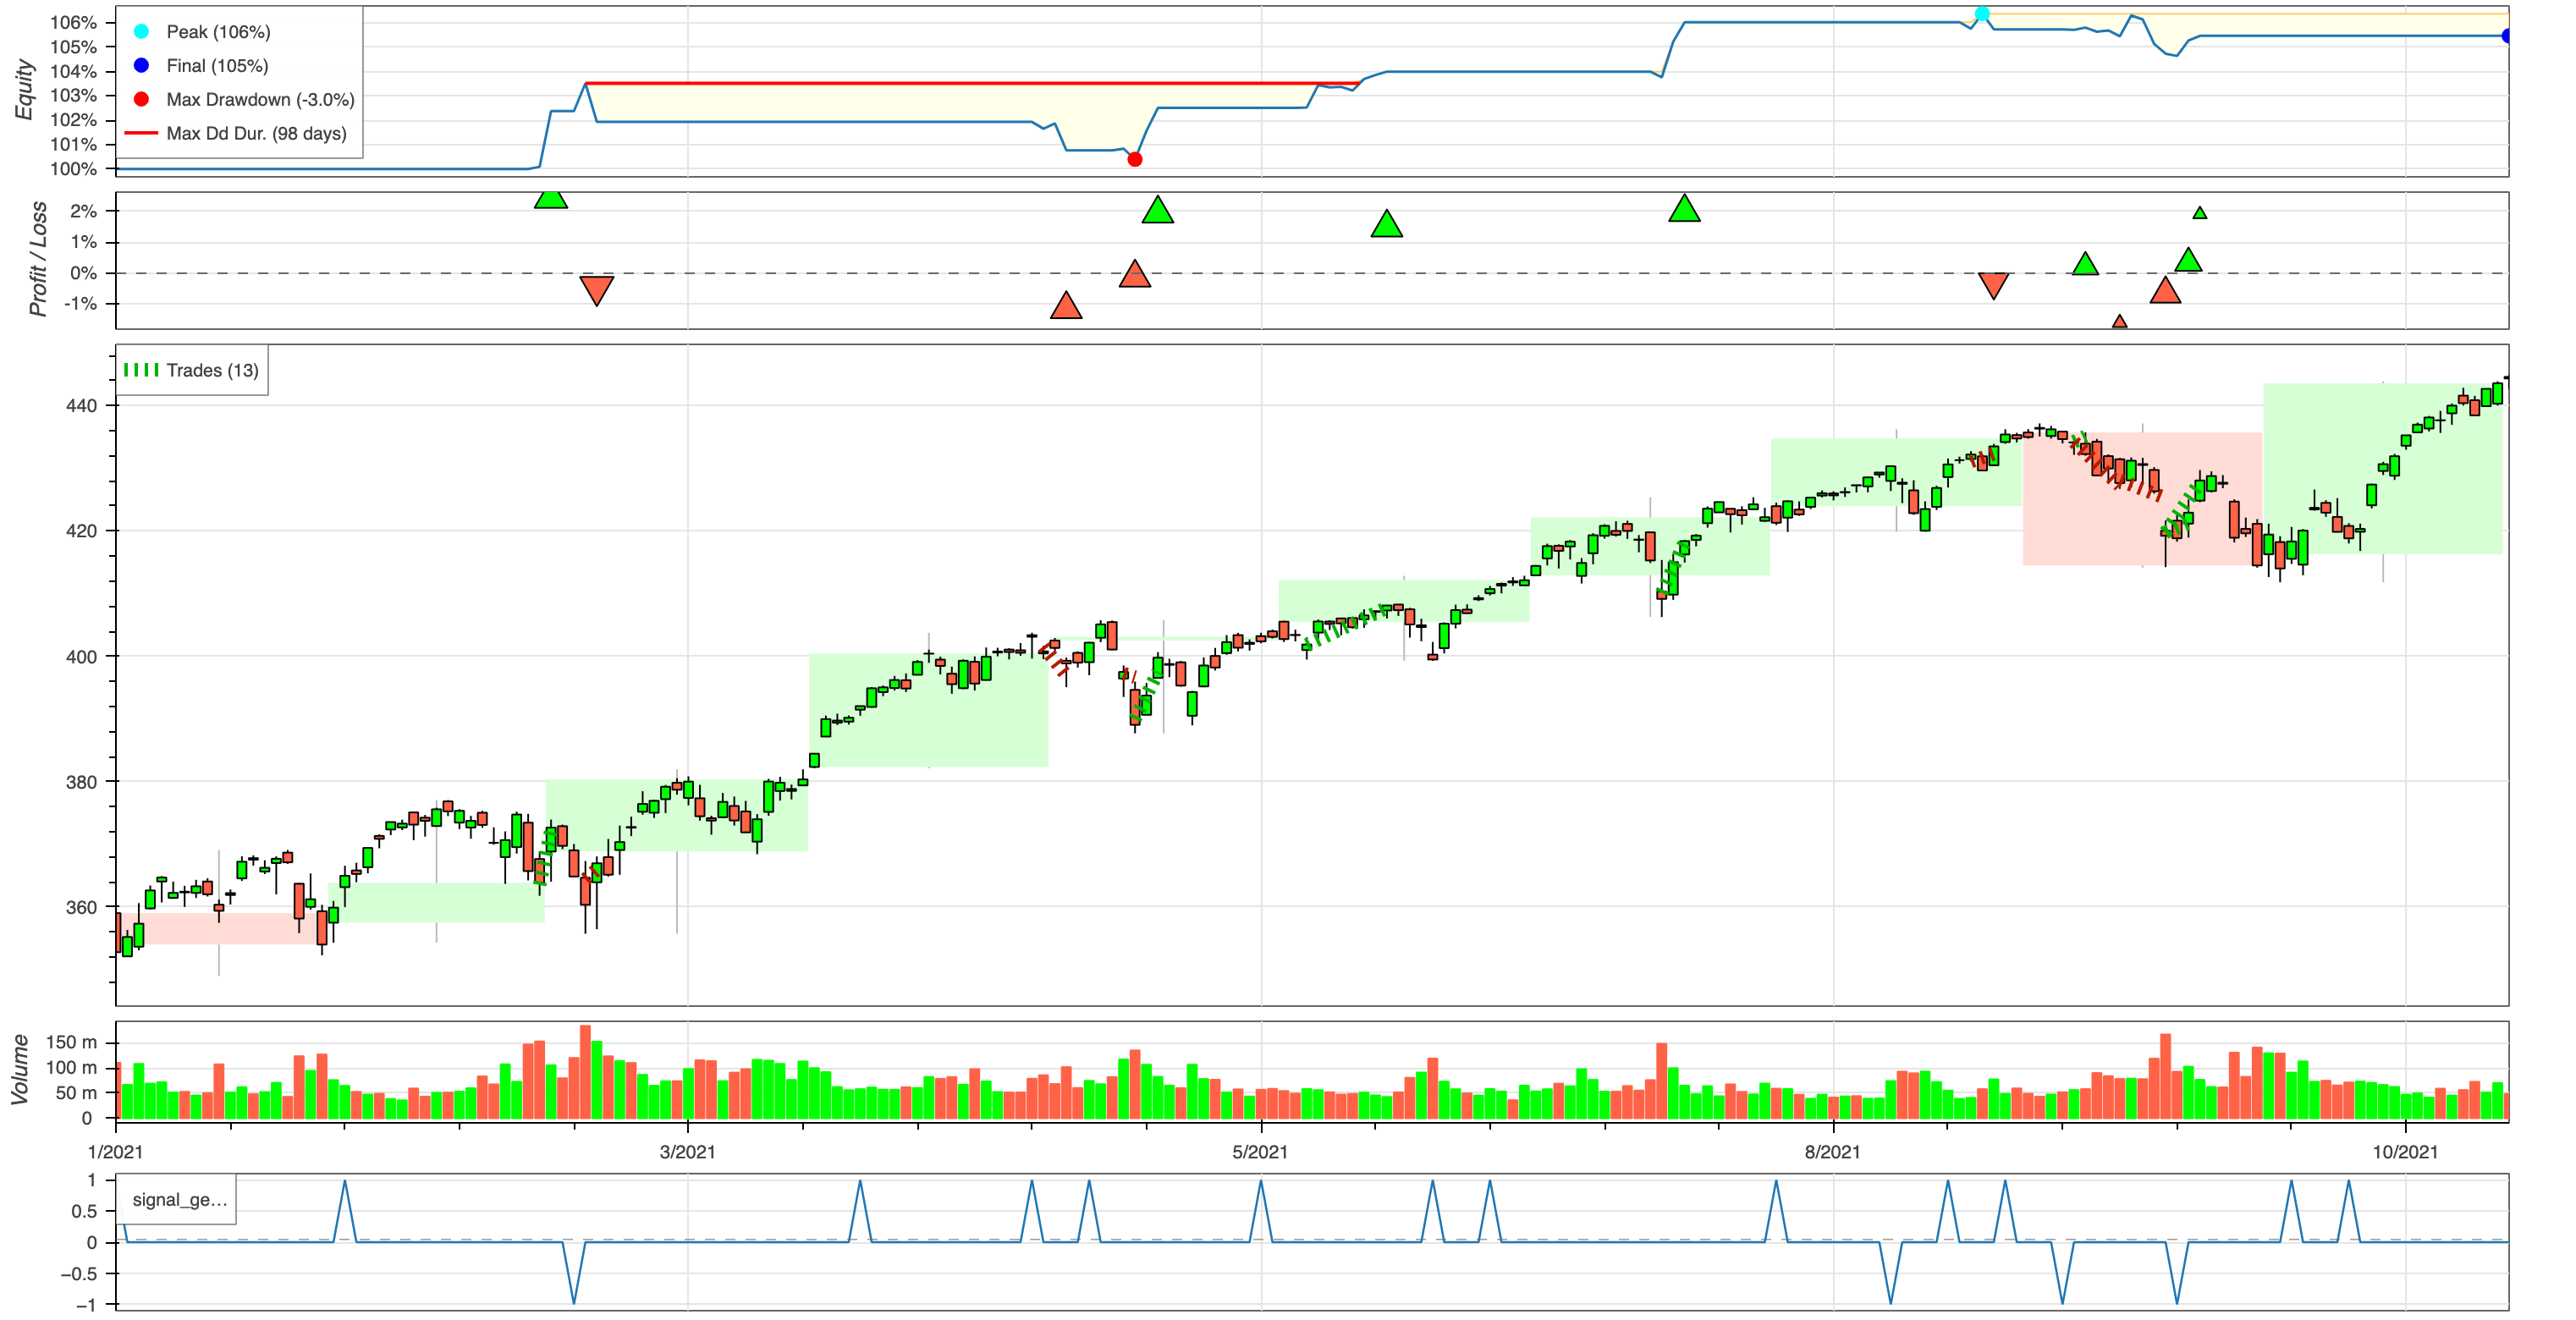 106%
105%
104%
103%
102%
101%
100%
Equity
Peak (106%)
Final (105%)
Max Drawdown (-3.0%)
Max Dd Dur. (98 days)
2%
1%
0%
-1%
Profit / Loss
Trades (13)
440
420
400
380
360
150 m
100 m
50 m
0
Volume
1/2021
3/2021
5/2021
8/2021
10/2021
1
0.5
0
−0.5
−1
signal_ge…